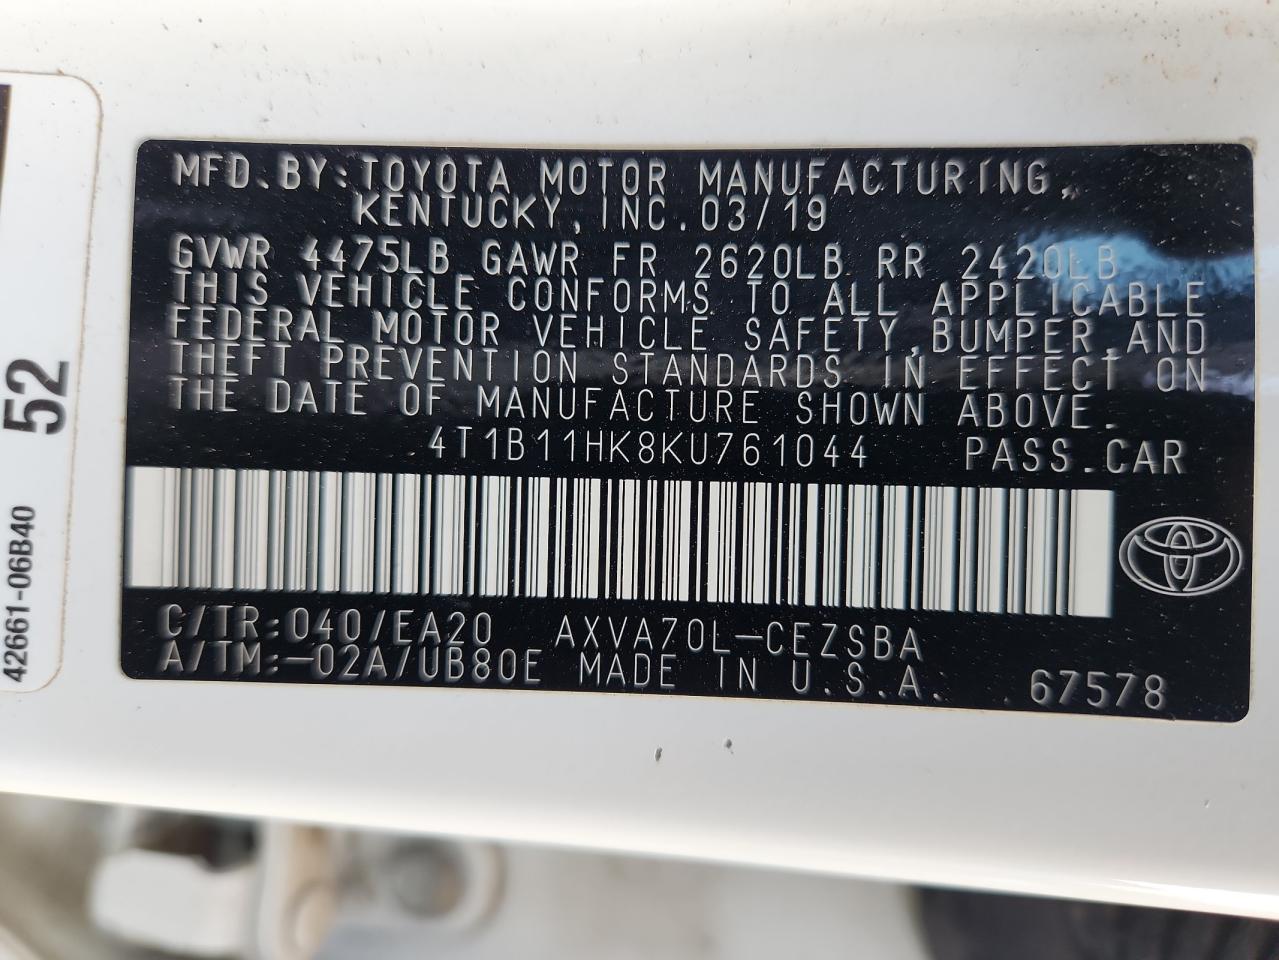 52
42661-06B40
MFD.BY:TOYOTA MOTOR MANUFACTURING,
KENTUCKY, INC.03/19
GVWR 4475LB GAWR FR 2620LB RR 2420LB
THIS VEHICLE CONFORMS TO ALL APPLICABLE
FEDERAL MOTOR VEHICLE SAFETY,BUMPER,AND
THEFT PREVENTION STANDARDS IN EFFECT ON
THE DATE OF MANUFACTURE SHOWN ABOVE.
4T1B11HK8KU761044 PASS.CAR
C/TR:040/EA20 AXVA70L-CEZSBA
A/TM:-02A/UB80E MADE IN U.S.A. 67578